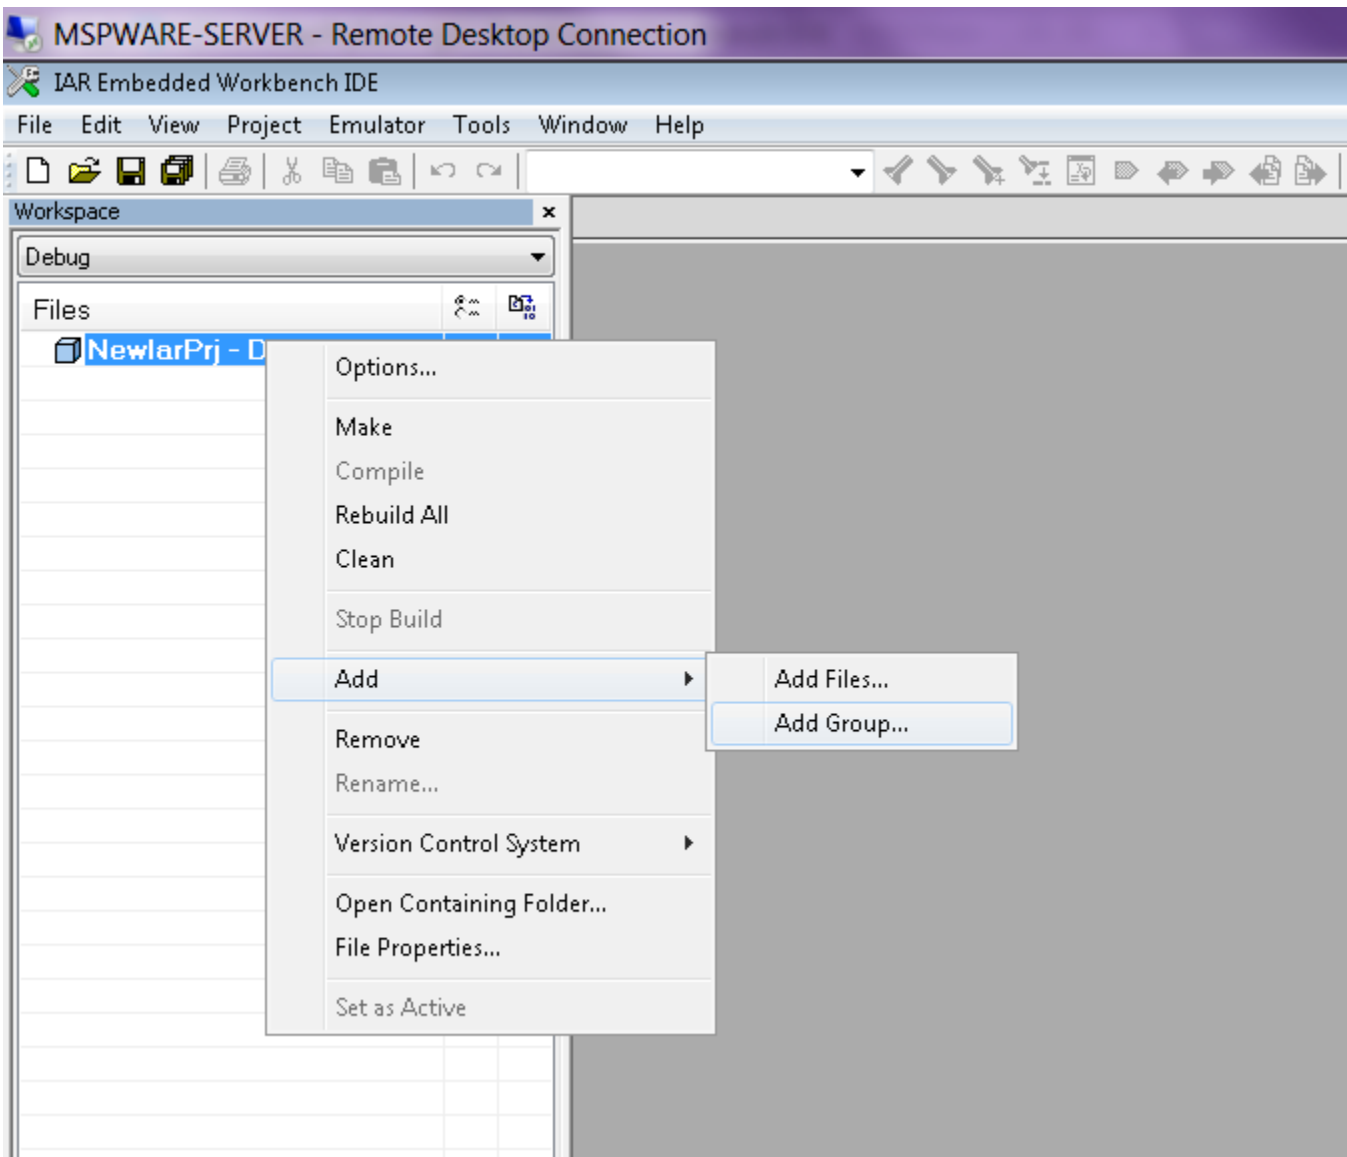 MSPWARE-SERVER - Remote Desktop Connection
IAR Embedded Workbench IDE
File Edit View Project Emulator Tools Window Help
Workspace
Debug
Files
NewIarPrj - D
Options...
Make
Compile
Rebuild All
Clean
Stop Build
Add
Add Files...
Add Group...
Remove
Rename...
Version Control System
Open Containing Folder...
File Properties...
Set as Active